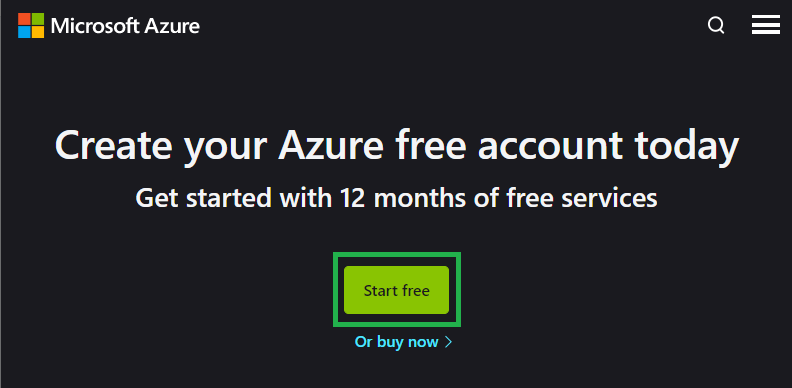 Microsoft Azure
Create your Azure free account today
Get started with 12 months of free services
Start free
Or buy now